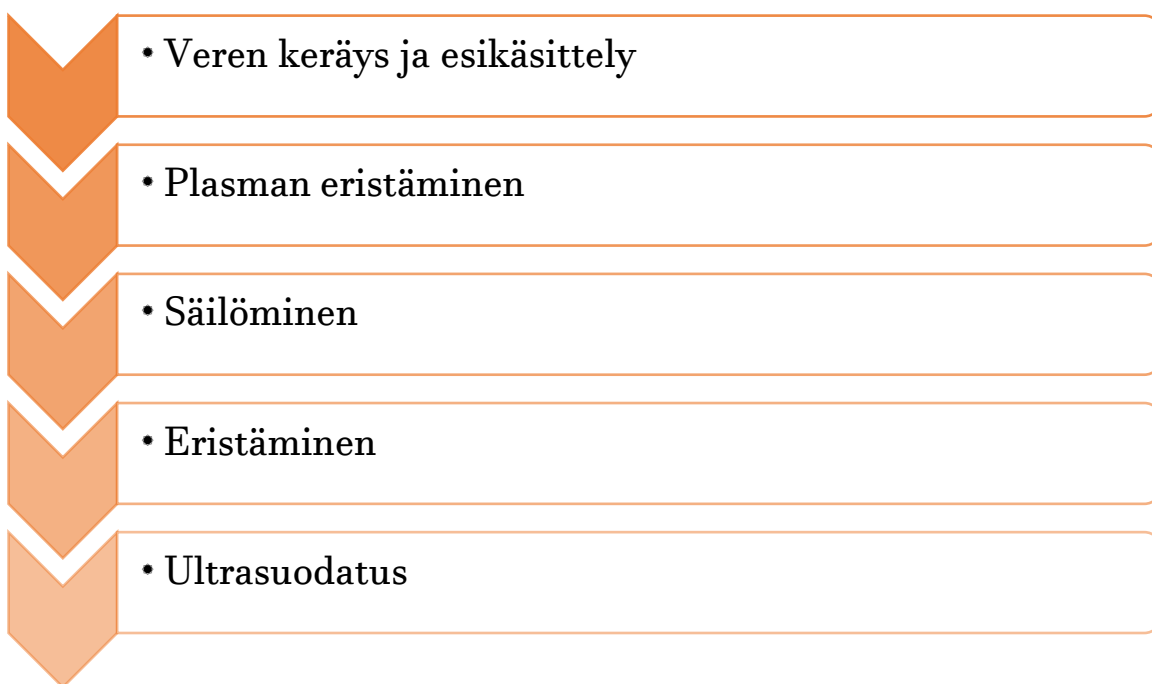 • Veren keräys ja esikäsittely
• Plasman eristäminen
• Säilöminen
• Eristäminen
• Ultrasuodatus